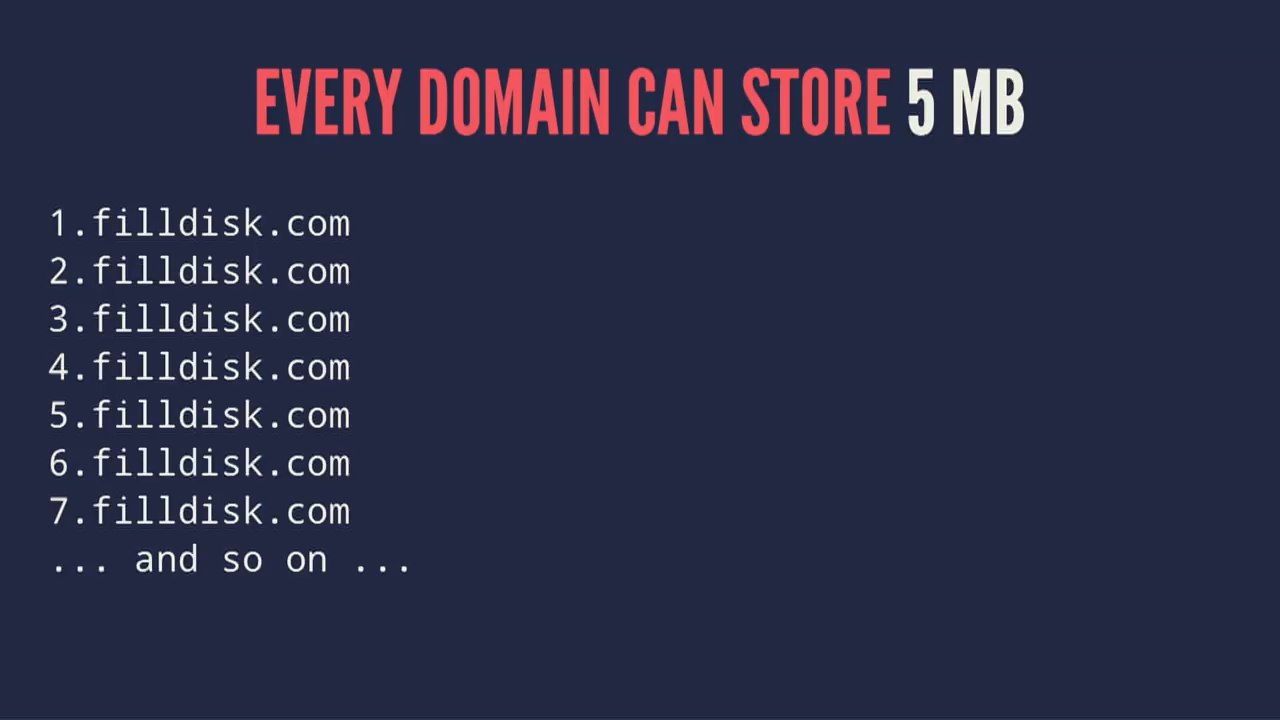 EVERY DOMAIN CAN STORE 5 MB
1.filldisk.com
2.filldisk.com
3.filldisk.com
4.filldisk.com
5.filldisk.com
6.filldisk.com
7.filldisk.com
... and so on ...